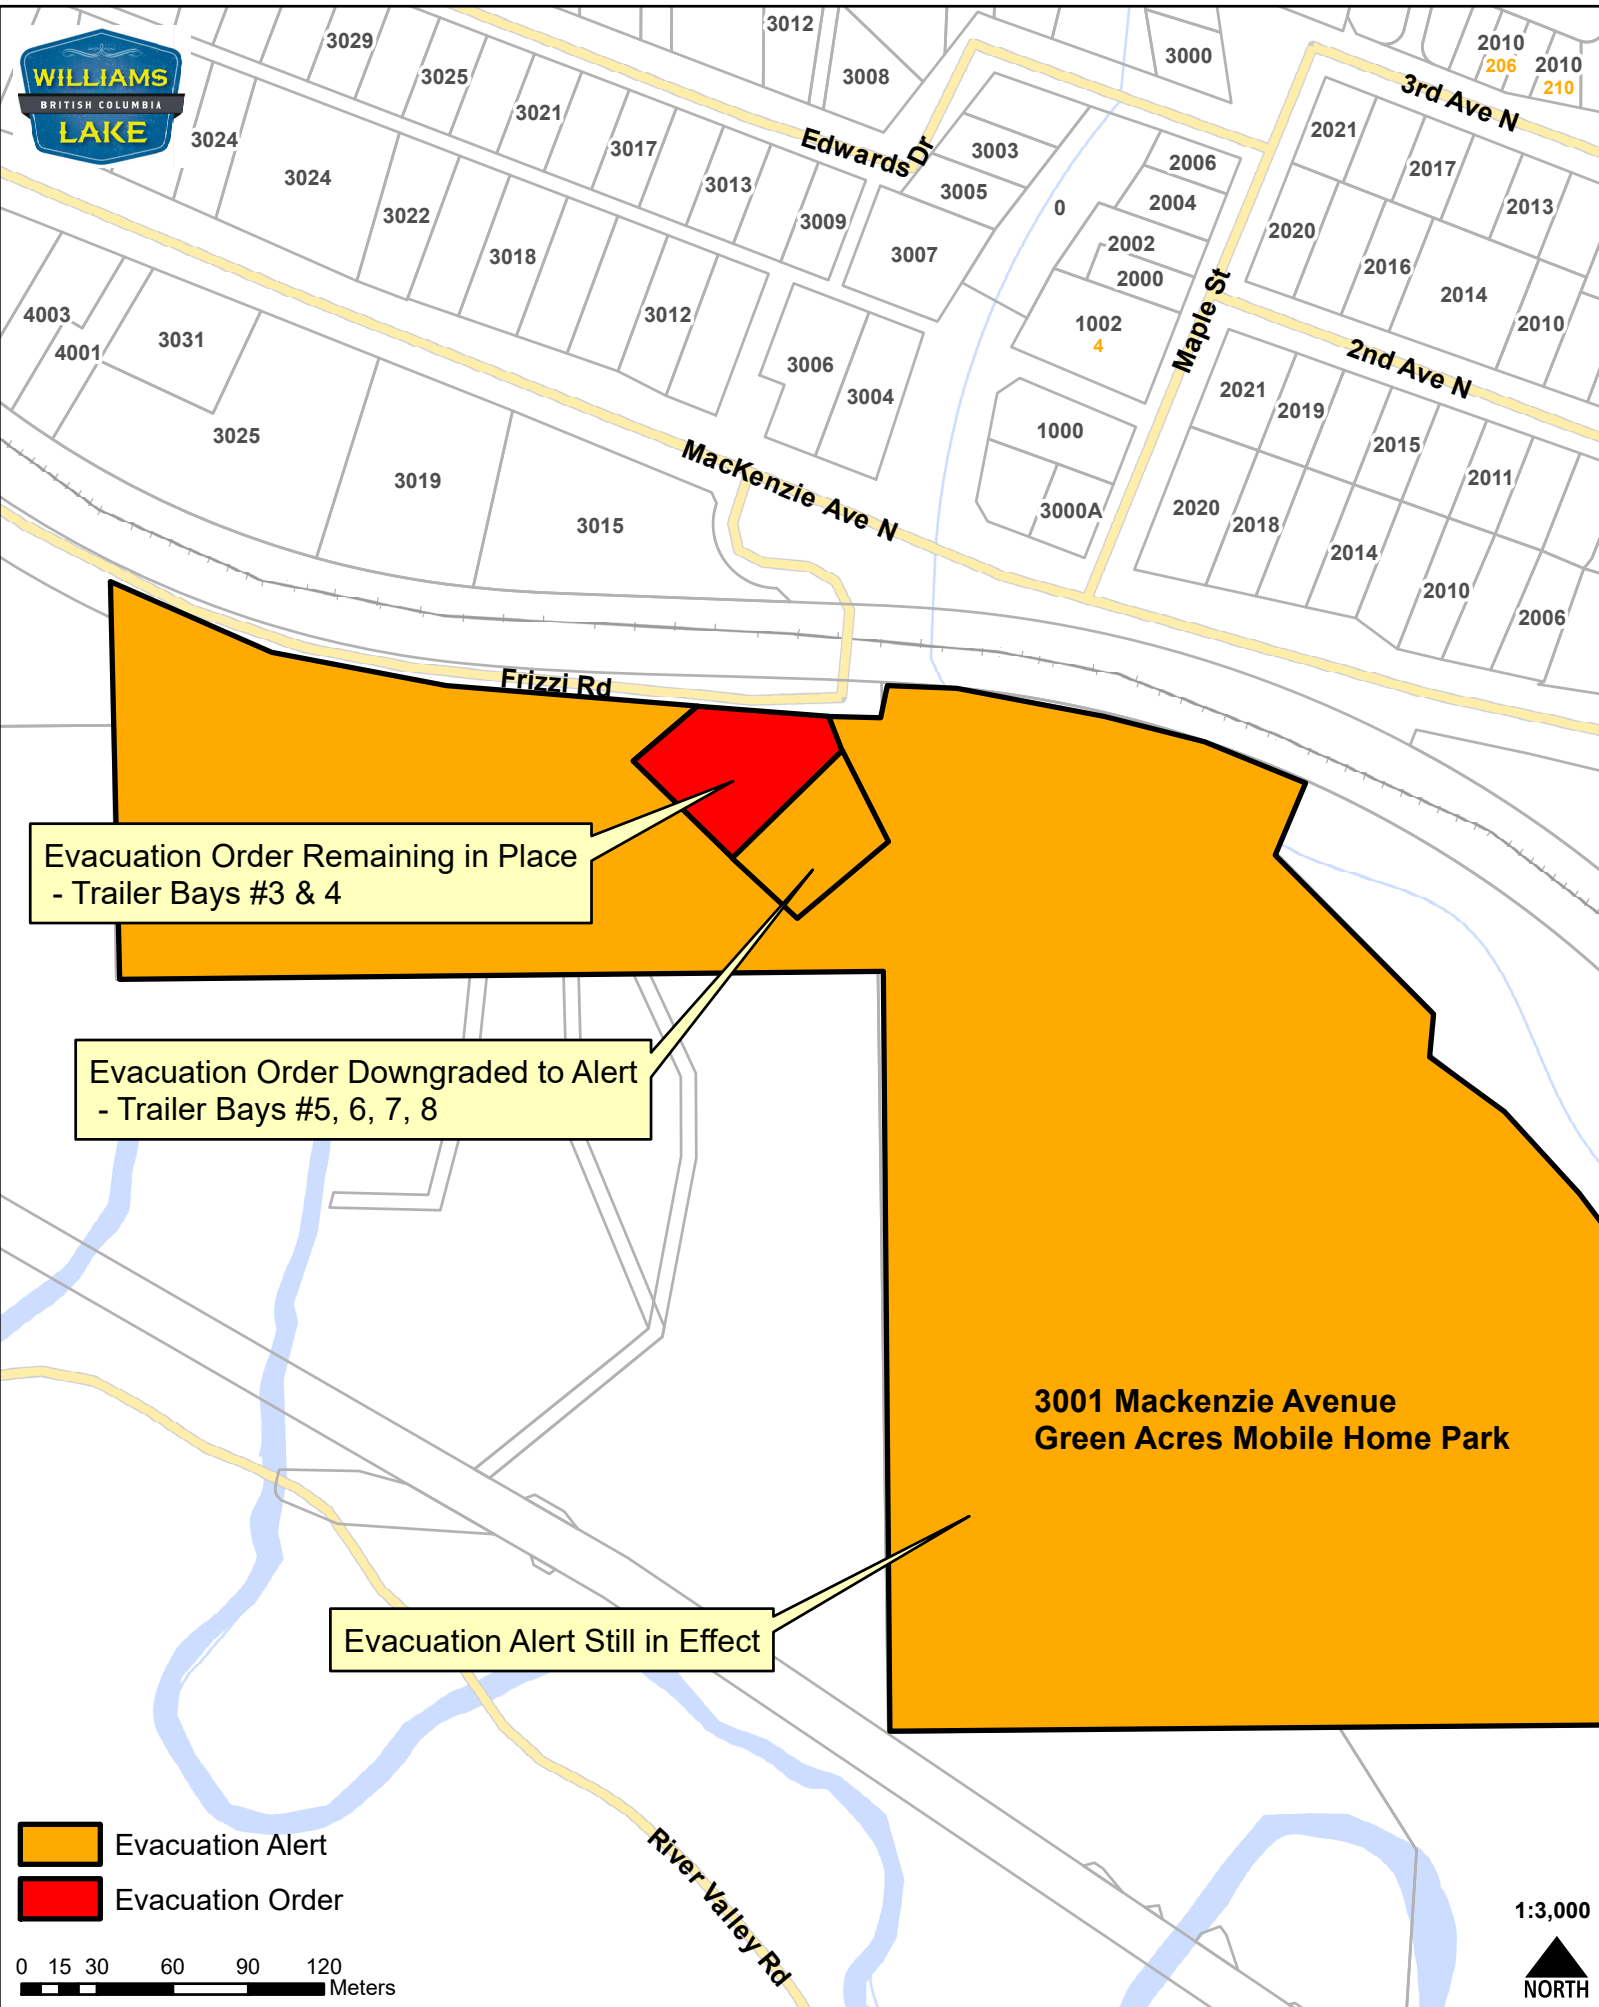 WILLIAMS
BRITISH COLUMBIA
LAKE
3029
3025
3021
3017
3013
3009
3024
3024
3022
3018
3012
3012
3008
3000
2010
206
2010
210
3rd Ave N
Edwards Dr
3003
3005
3007
0
2006
2004
2002
2000
1002
4
Maple St
2021
2017
2013
2020
2016
2014
2010
2nd Ave N
4003
4001
3031
3025
3019
3015
3006
3004
MacKenzie Ave N
1000
3000A
2021
2019
2015
2011
2020
2018
2014
2010
2006
Frizzi Rd
Evacuation Order Remaining in Place
- Trailer Bays #3 & 4
Evacuation Order Downgraded to Alert
- Trailer Bays #5, 6, 7, 8
3001 Mackenzie Avenue
Green Acres Mobile Home Park
Evacuation Alert Still in Effect
River Valley Rd
Evacuation Alert
Evacuation Order
0 15 30 60 90 120
Meters
1:3,000
NORTH